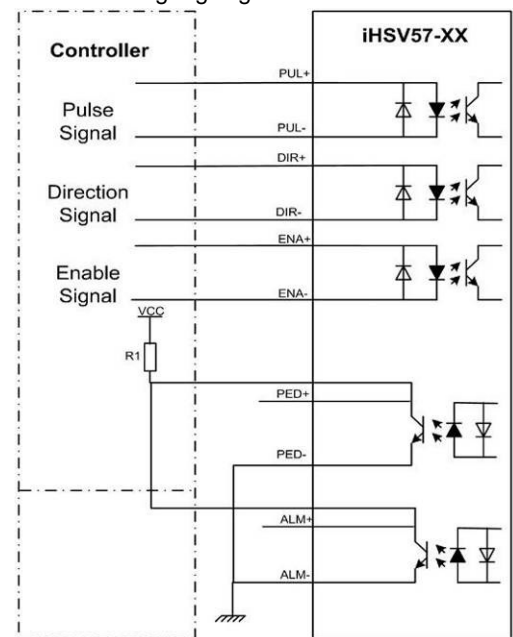 Controller
iHSV57-XX
PUL+
Pulse
Signal
PUL-
DIR+
Direction
Signal
DIR-
ENA+
Enable
Signal
ENA-
VCC
R1
PED+
PED-
ALM+
ALM-